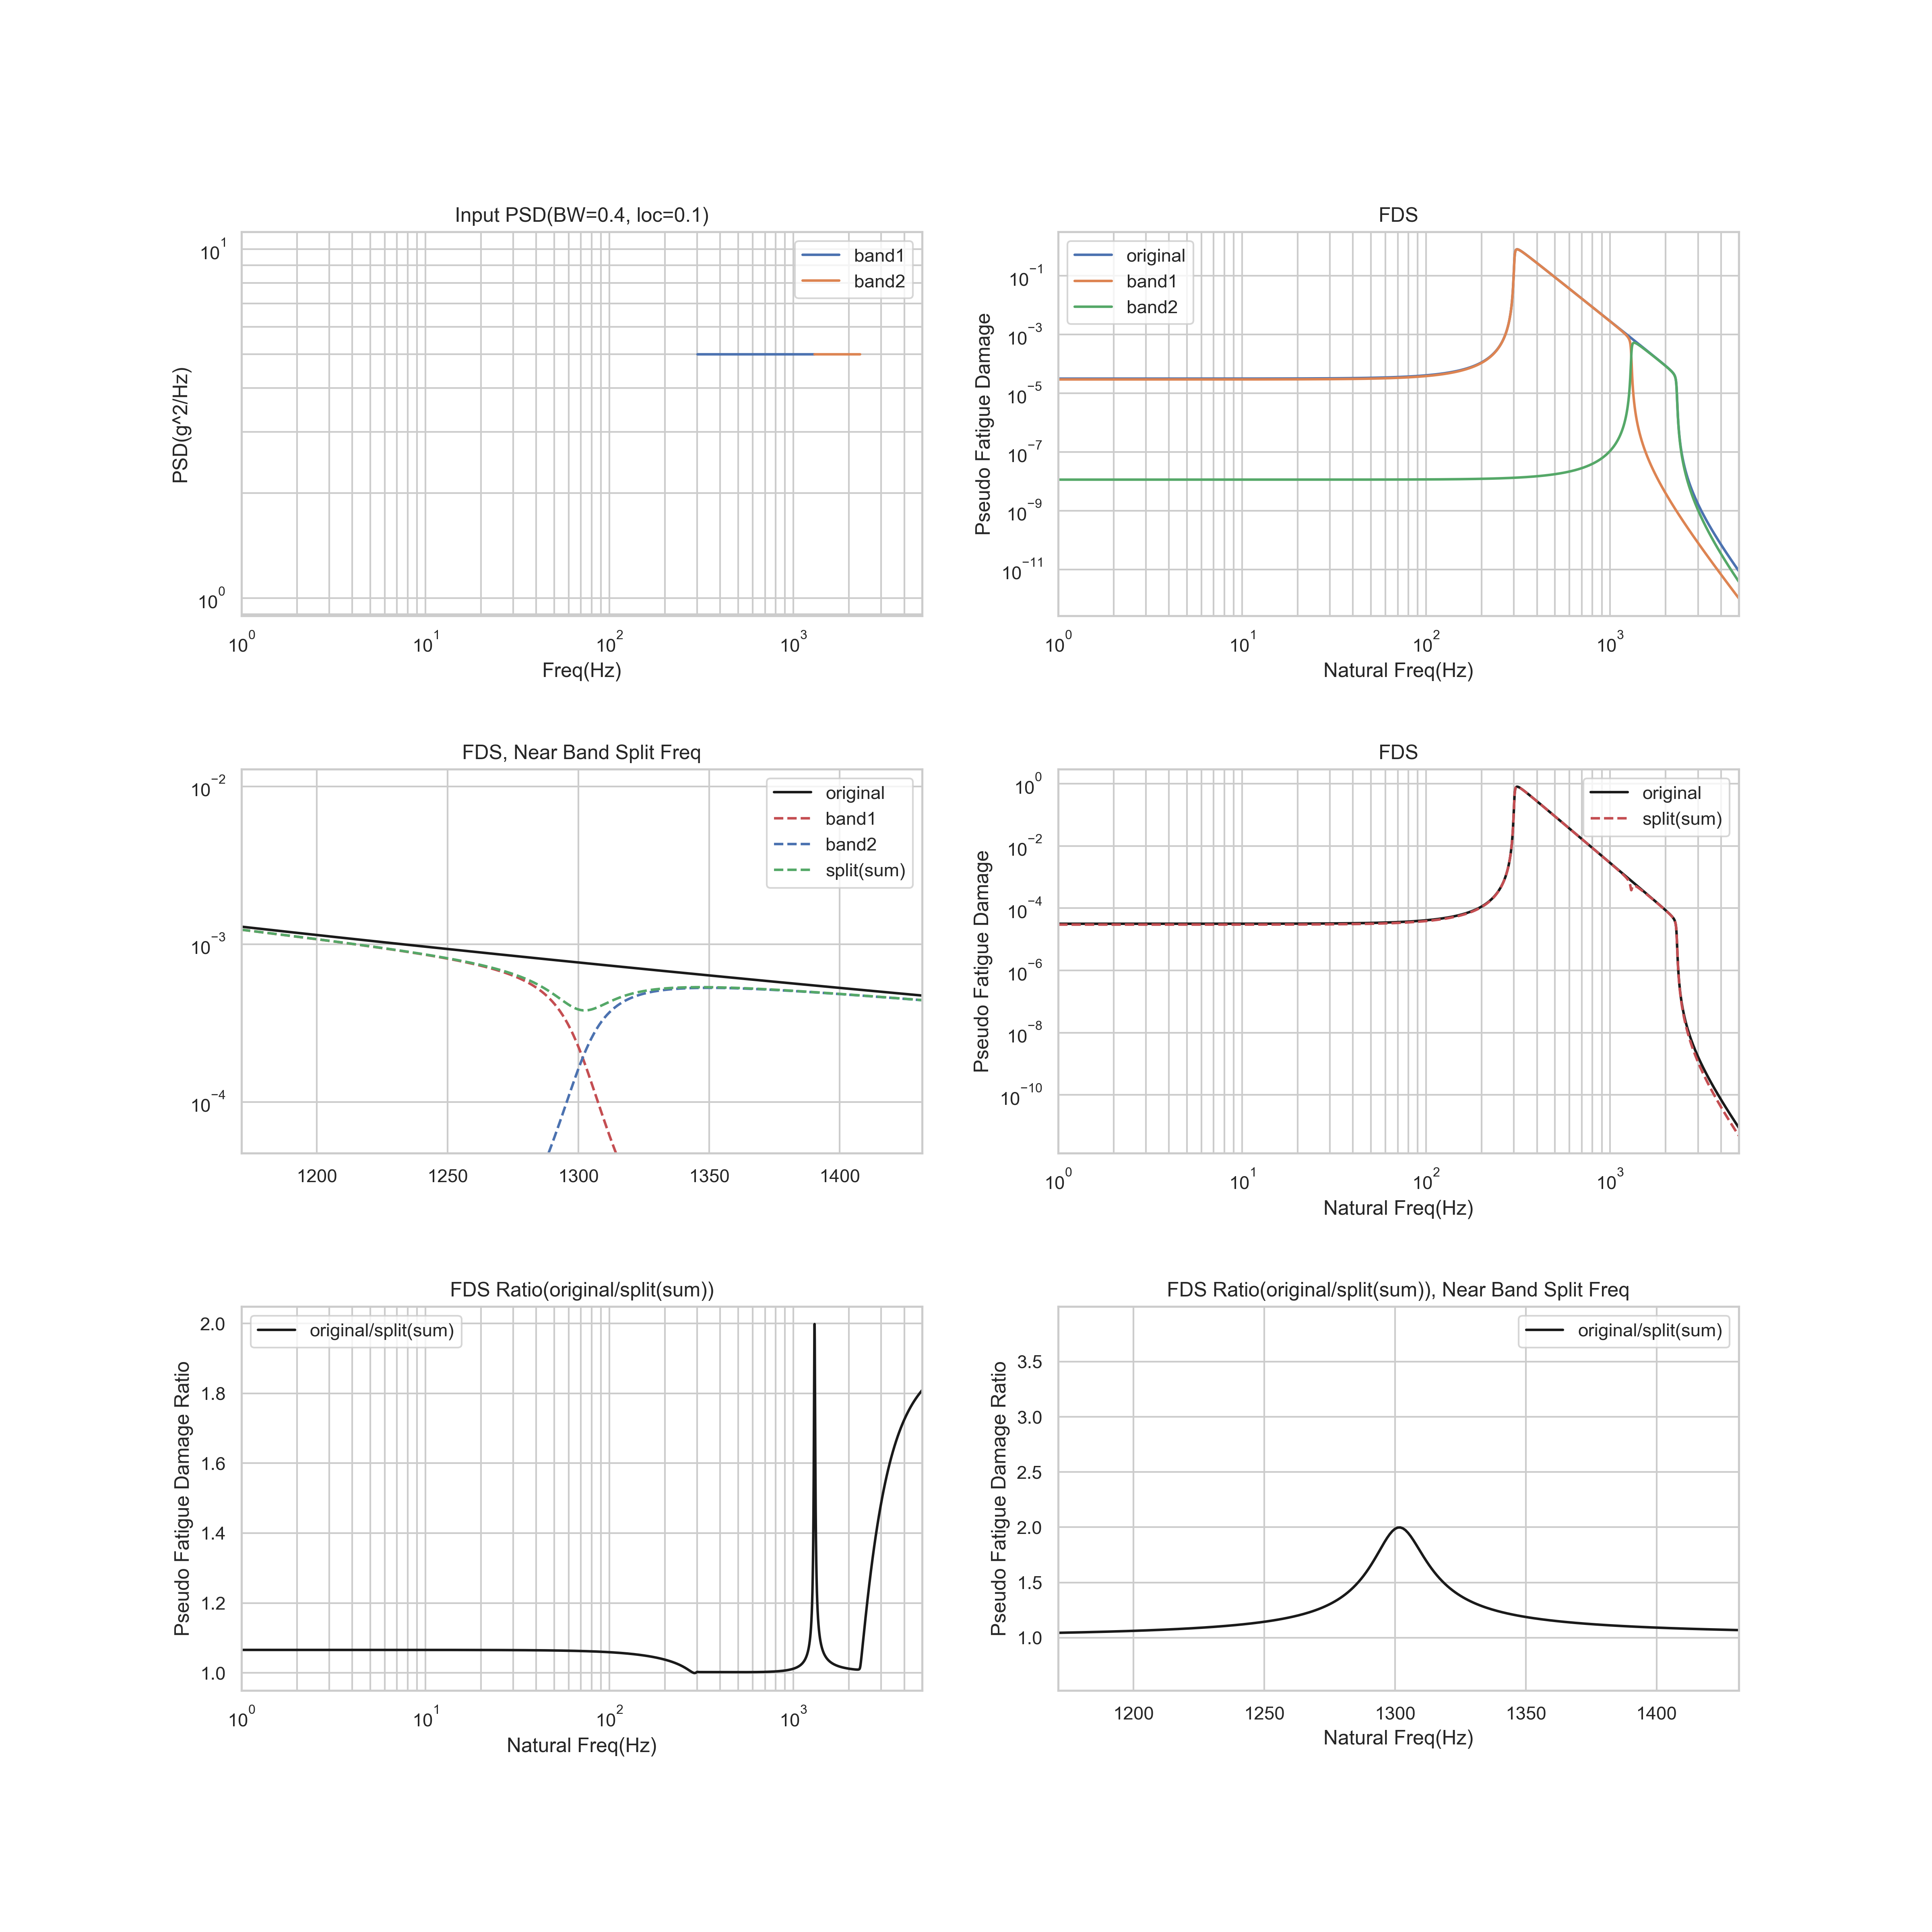 Input PSD(BW=0.4, loc=0.1)
PSD(g^2/Hz)
10^1
10^0
band1
band2
10^0 10^1 10^2 10^3
Freq(Hz)
FDS
Pseudo Fatigue Damage
10^−1
10^−3
10^−5
10^−7
10^−9
10^−11
original
band1
band2
10^0 10^1 10^2 10^3
Natural Freq(Hz)
FDS, Near Band Split Freq
10^−2
10^−3
10^−4
original
band1
band2
split(sum)
1200 1250 1300 1350 1400
FDS
Pseudo Fatigue Damage
10^0
10^−2
10^−4
10^−6
10^−8
10^−10
original
split(sum)
10^0 10^1 10^2 10^3
Natural Freq(Hz)
FDS Ratio(original/split(sum))
Pseudo Fatigue Damage Ratio
2.0
1.8
1.6
1.4
1.2
1.0
original/split(sum)
10^0 10^1 10^2 10^3
Natural Freq(Hz)
FDS Ratio(original/split(sum)), Near Band Split Freq
Pseudo Fatigue Damage Ratio
3.5
3.0
2.5
2.0
1.5
1.0
original/split(sum)
1200 1250 1300 1350 1400
Natural Freq(Hz)